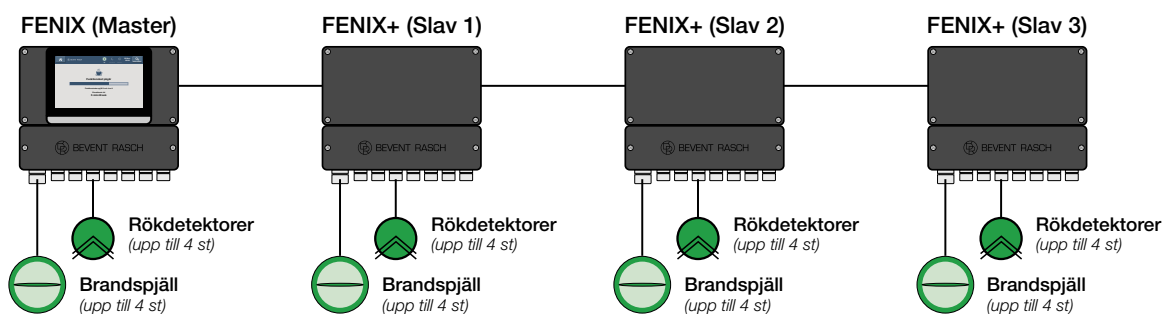 FENIX (Master)
FENIX+ (Slav 1)
FENIX+ (Slav 2)
FENIX+ (Slav 3)
BEVENT RASCH
BEVENT RASCH
BEVENT RASCH
BEVENT RASCH
Rökdetektorer
(upp till 4 st)
Rökdetektorer
(upp till 4 st)
Rökdetektorer
(upp till 4 st)
Rökdetektorer
(upp till 4 st)
Brandspjäll
(upp till 4 st)
Brandspjäll
(upp till 4 st)
Brandspjäll
(upp till 4 st)
Brandspjäll
(upp till 4 st)